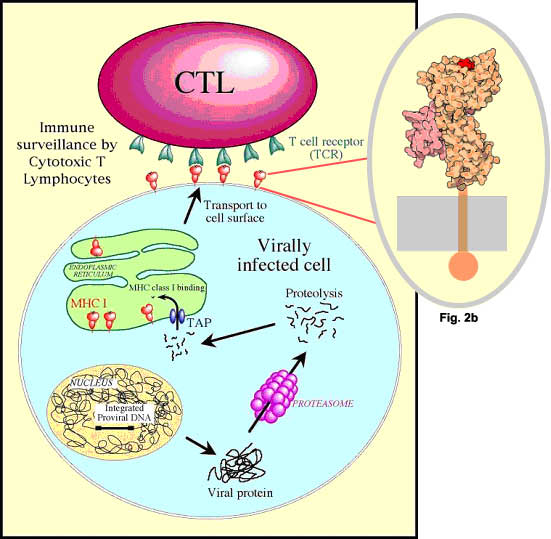 CTL
Immune
surveillance by
Cytotoxic T
Lymphocytes
T cell receptor
(TCR)
Transport to
cell surface
Virally
infected cell
ENDOPLASMIC
RETICULUM
MHC class I binding
MHC I
TAP
Proteolysis
NUCLEUS
Integrated
Proviral DNA
PROTEASOME
Viral protein
Fig. 2b